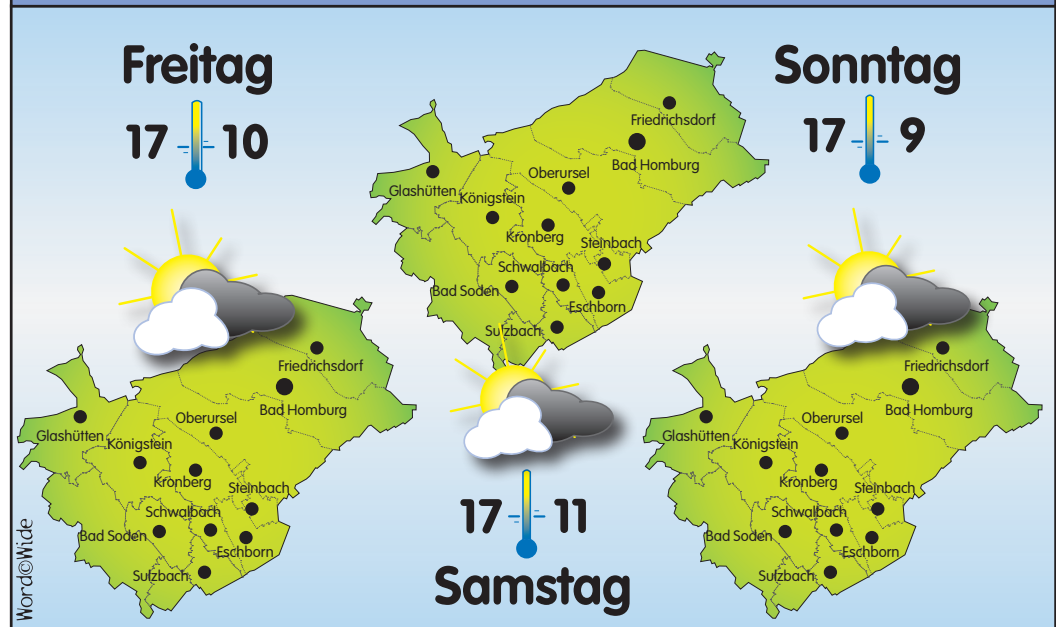 Freitag
17 10
Friedrichsdorf
Bad Homburg
Oberursel
Glashütten
Königstein
Kronberg
Steinbach
Schwalbach
Bad Soden
Eschborn
Sulzbach
Samstag
17 11
Friedrichsdorf
Bad Homburg
Oberursel
Glashütten
Königstein
Kronberg
Steinbach
Schwalbach
Bad Soden
Eschborn
Sulzbach
Sonntag
17 9
Friedrichsdorf
Bad Homburg
Oberursel
Glashütten
Königstein
Kronberg
Steinbach
Schwalbach
Bad Soden
Eschborn
Sulzbach
Word©Wide